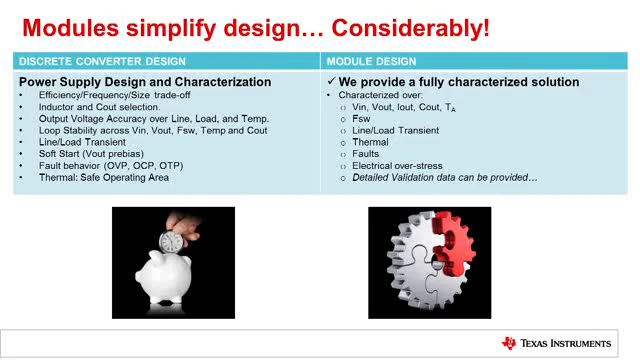 Modules simplify design… Considerably!
DISCRETE CONVERTER DESIGN
Power Supply Design and Characterization
• Efficiency/Frequency/Size trade-off
• Inductor and Cout selection.
• Output Voltage Accuracy over Line, Load, and Temp.
• Loop Stability across Vin, Vout, Fsw, Temp and Cout
• Line/Load Transient
• Soft Start (Vout prebias)
• Fault behavior (OVP, OCP, OTP)
• Thermal: Safe Operating Area
MODULE DESIGN
✓ We provide a fully characterized solution
• Characterized over:
o Vin, Vout, Iout, Cout, TA
o Fsw
o Line/Load Transient
o Thermal
o Faults
o Electrical over-stress
o Detailed Validation data can be provided…
TEXAS INSTRUMENTS